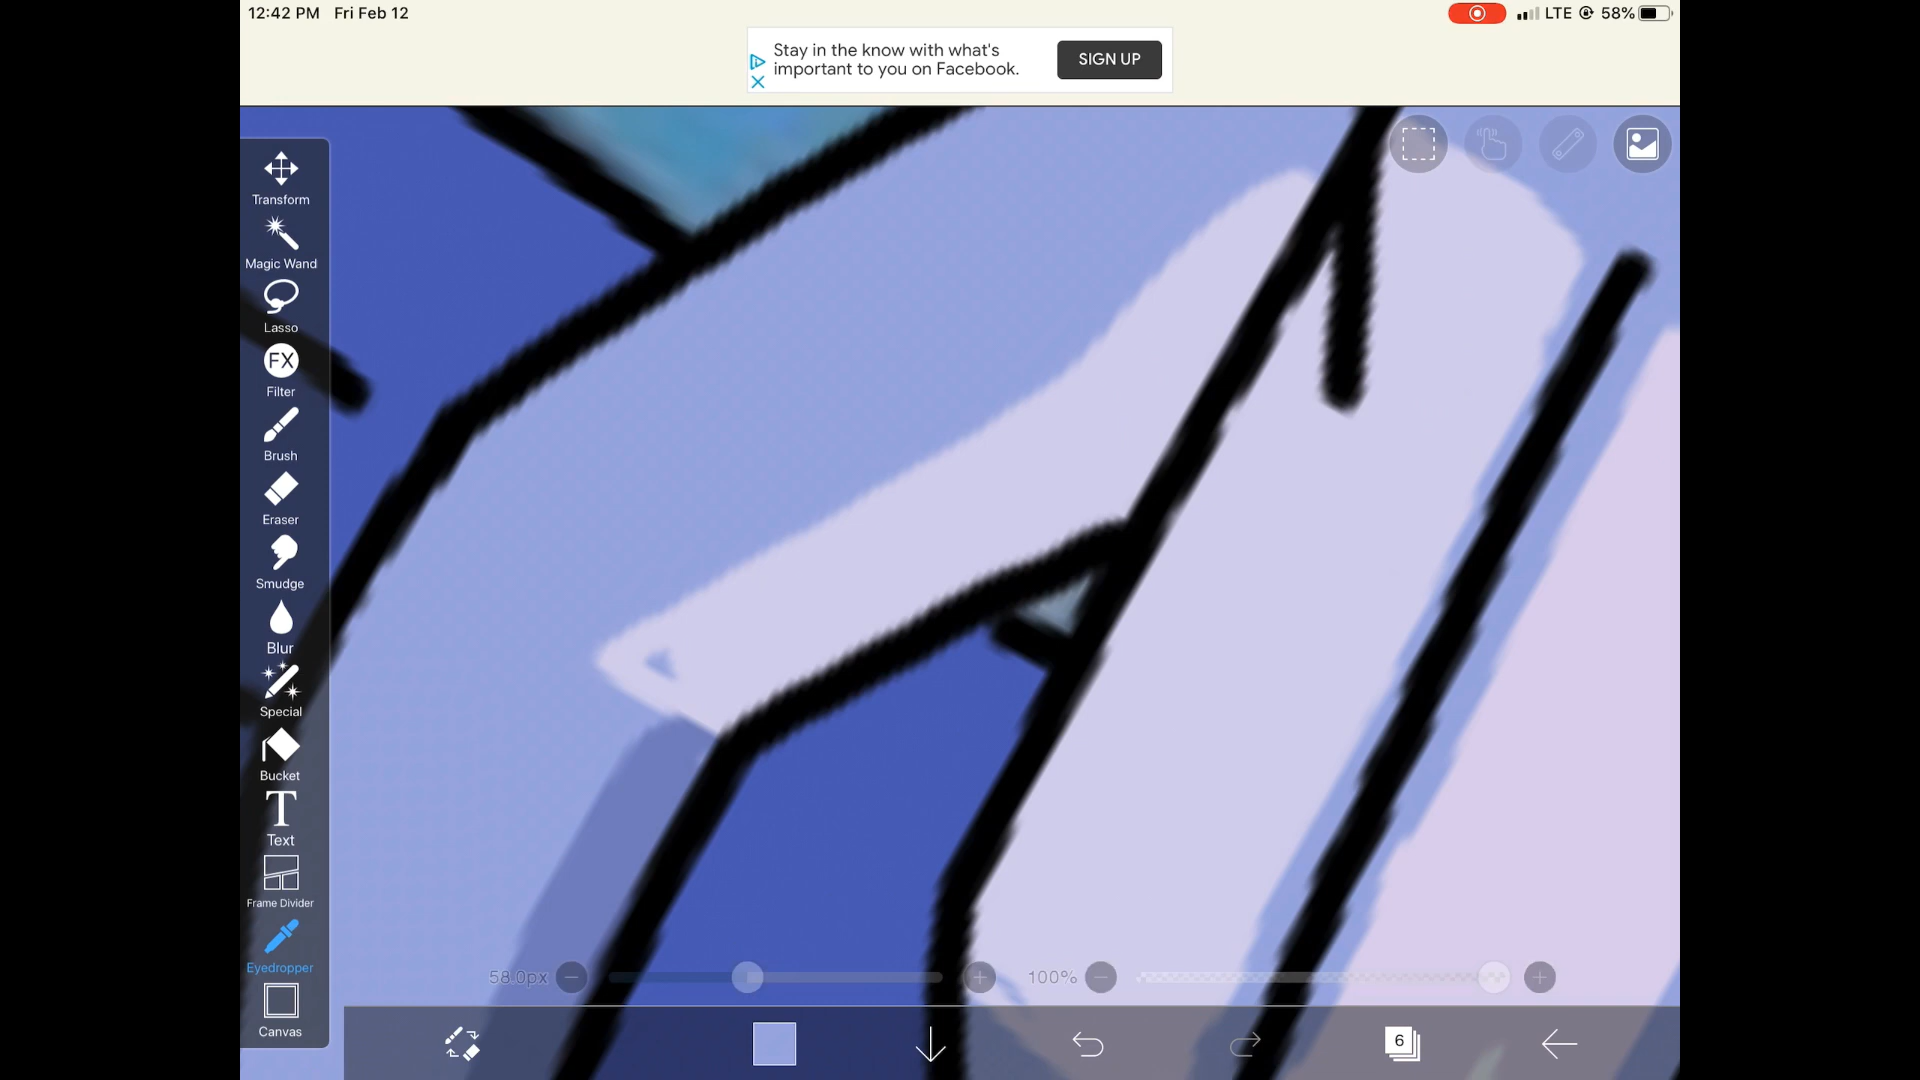 12:42 PM Fri Feb 12
LTE 58%
Stay in the know with what's
important to you on Facebook.
SIGN UP
Transform
Magic Wand
Lasso
FX
Filter
Brush
Eraser
Smudge
Blur
Special
Bucket
T
Text
Frame Divider
Eyedropper
Canvas
58.0px
100%
6